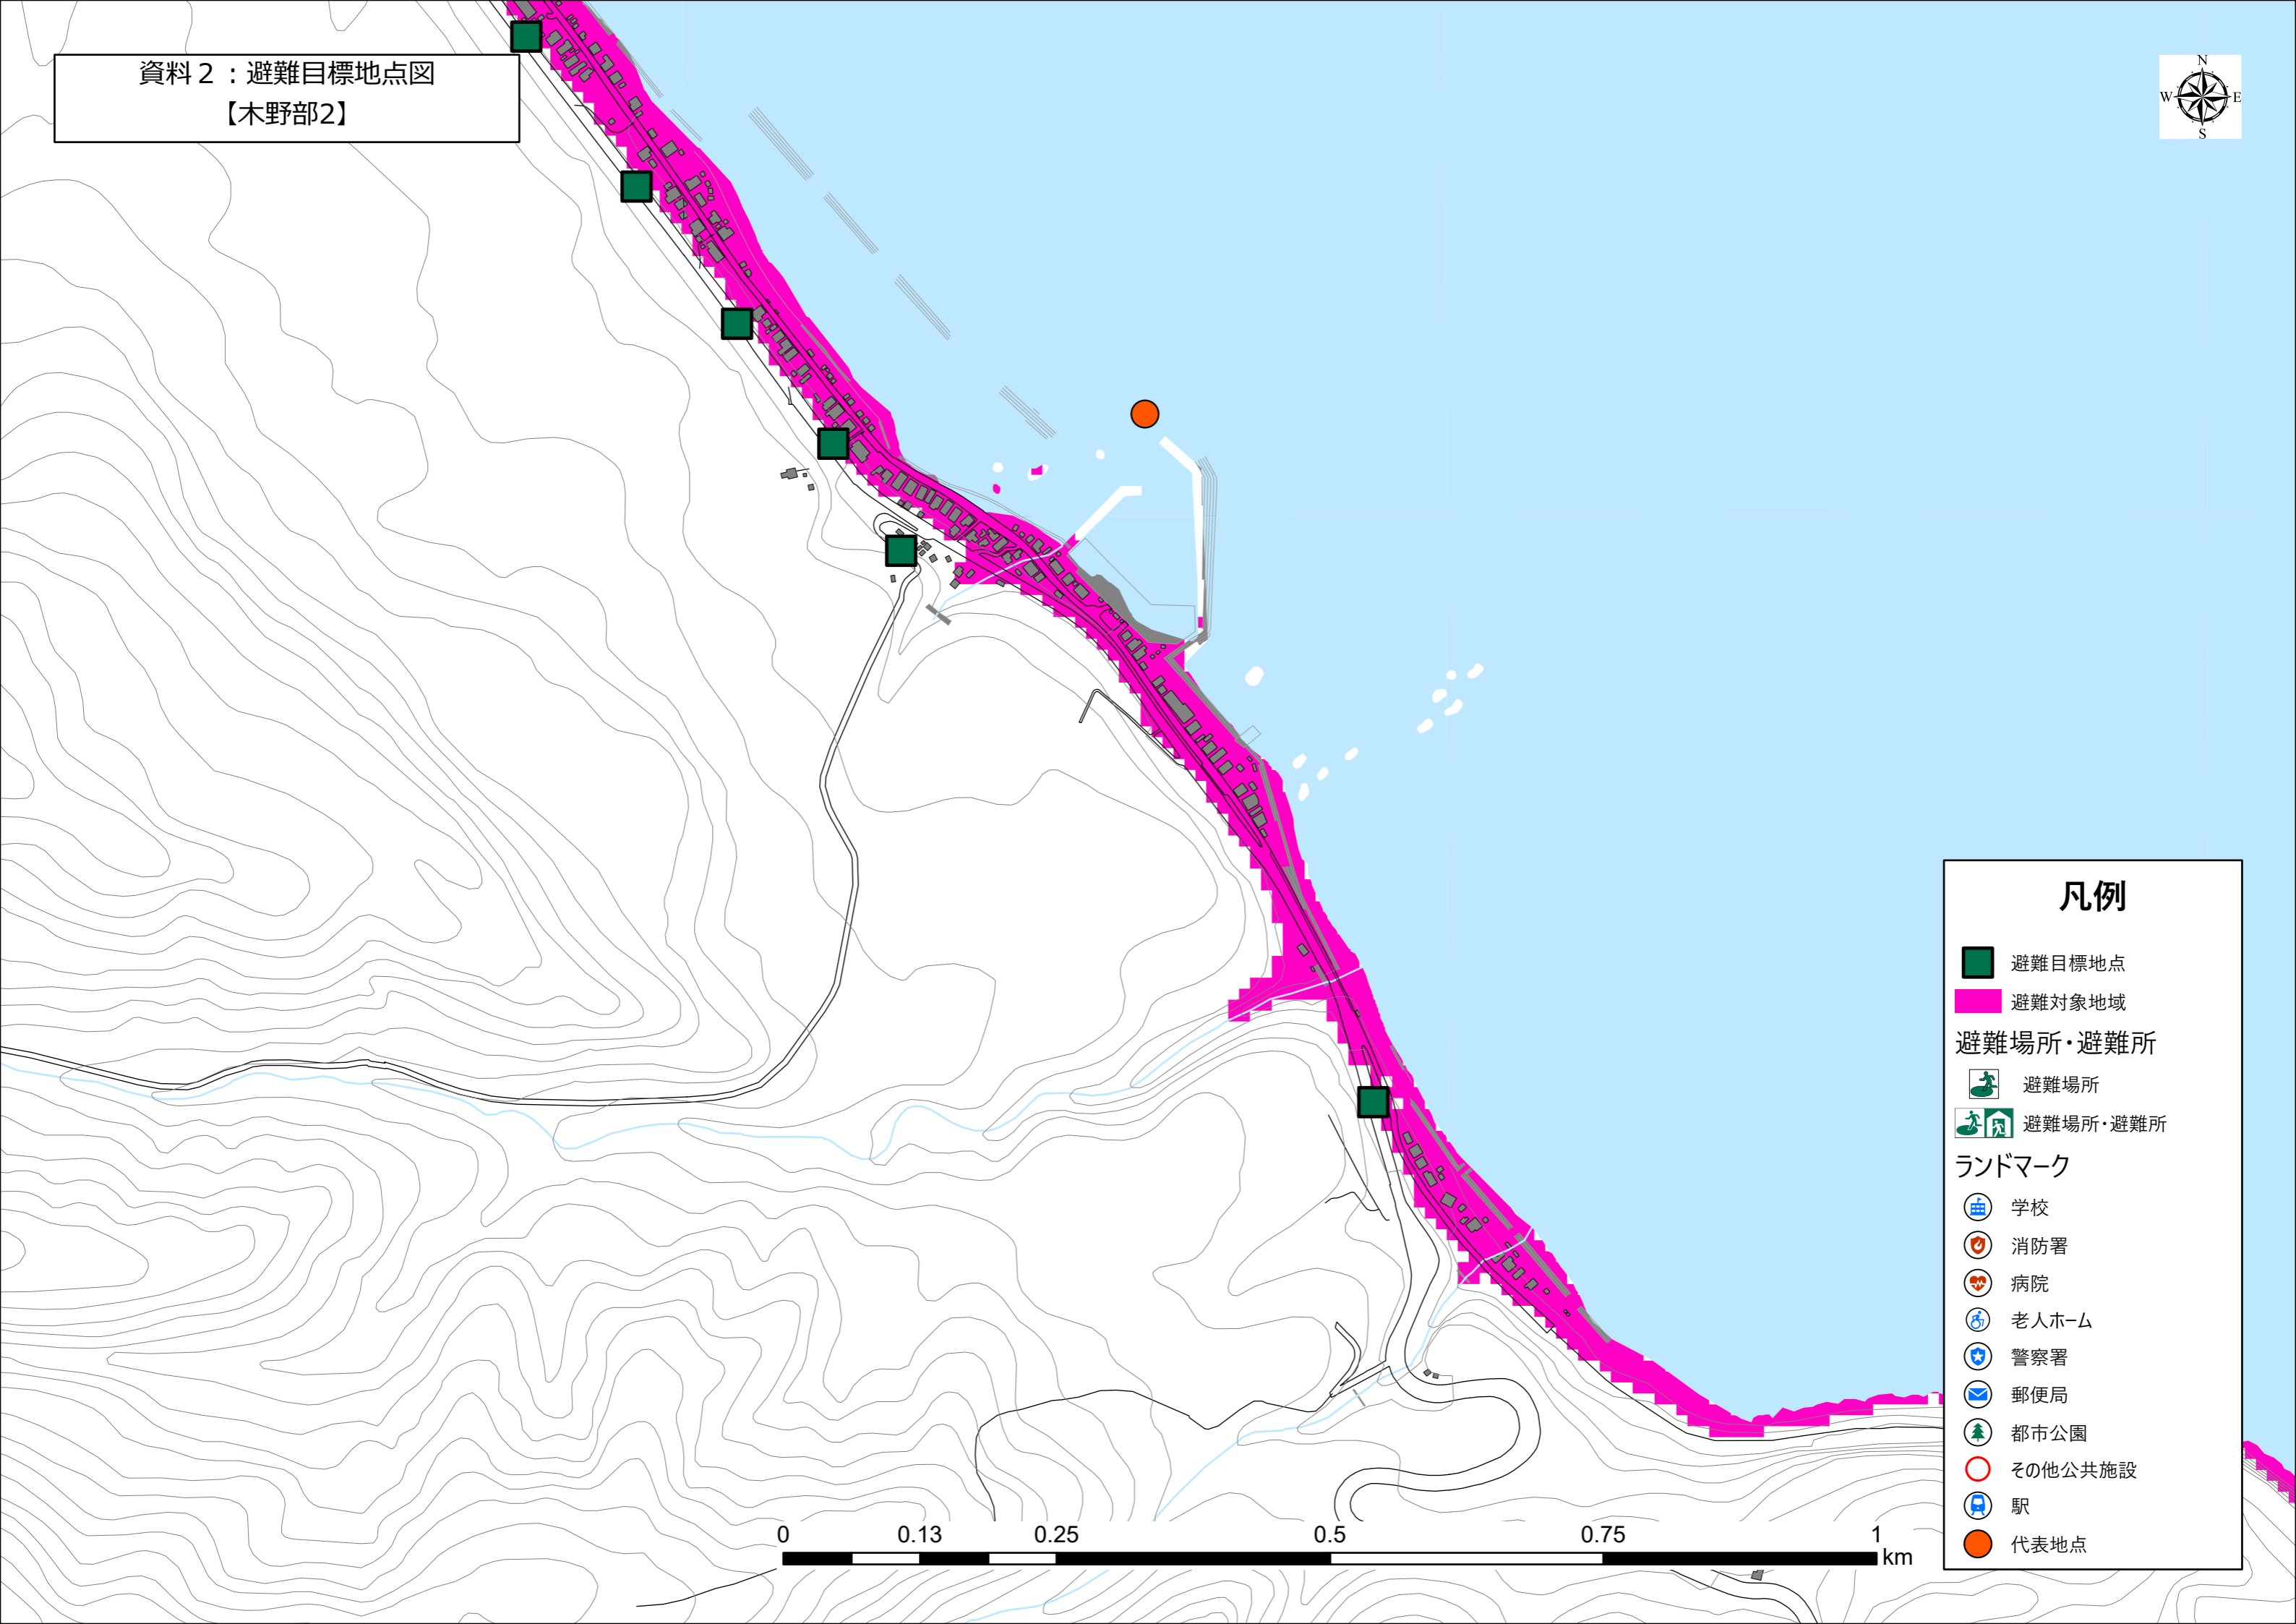 資料２：避難目標地点図
【木野部2】
N
W E
S
凡例
避難目標地点
避難対象地域
避難場所・避難所
避難場所
避難場所・避難所
ランドマーク
学校
消防署
病院
老人ホーム
警察署
郵便局
都市公園
その他公共施設
駅
代表地点
0 0.13 0.25 0.5 0.75 1
km